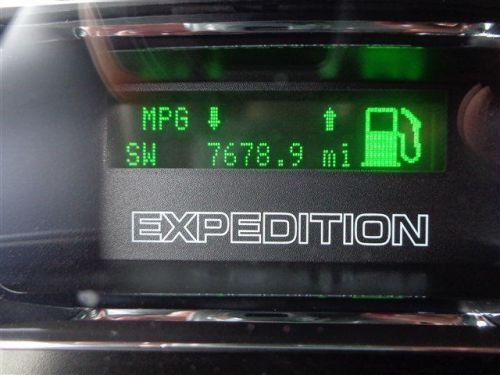 MPG ⬇ ⬆
SW 7678.9 mi
EXPEDITION